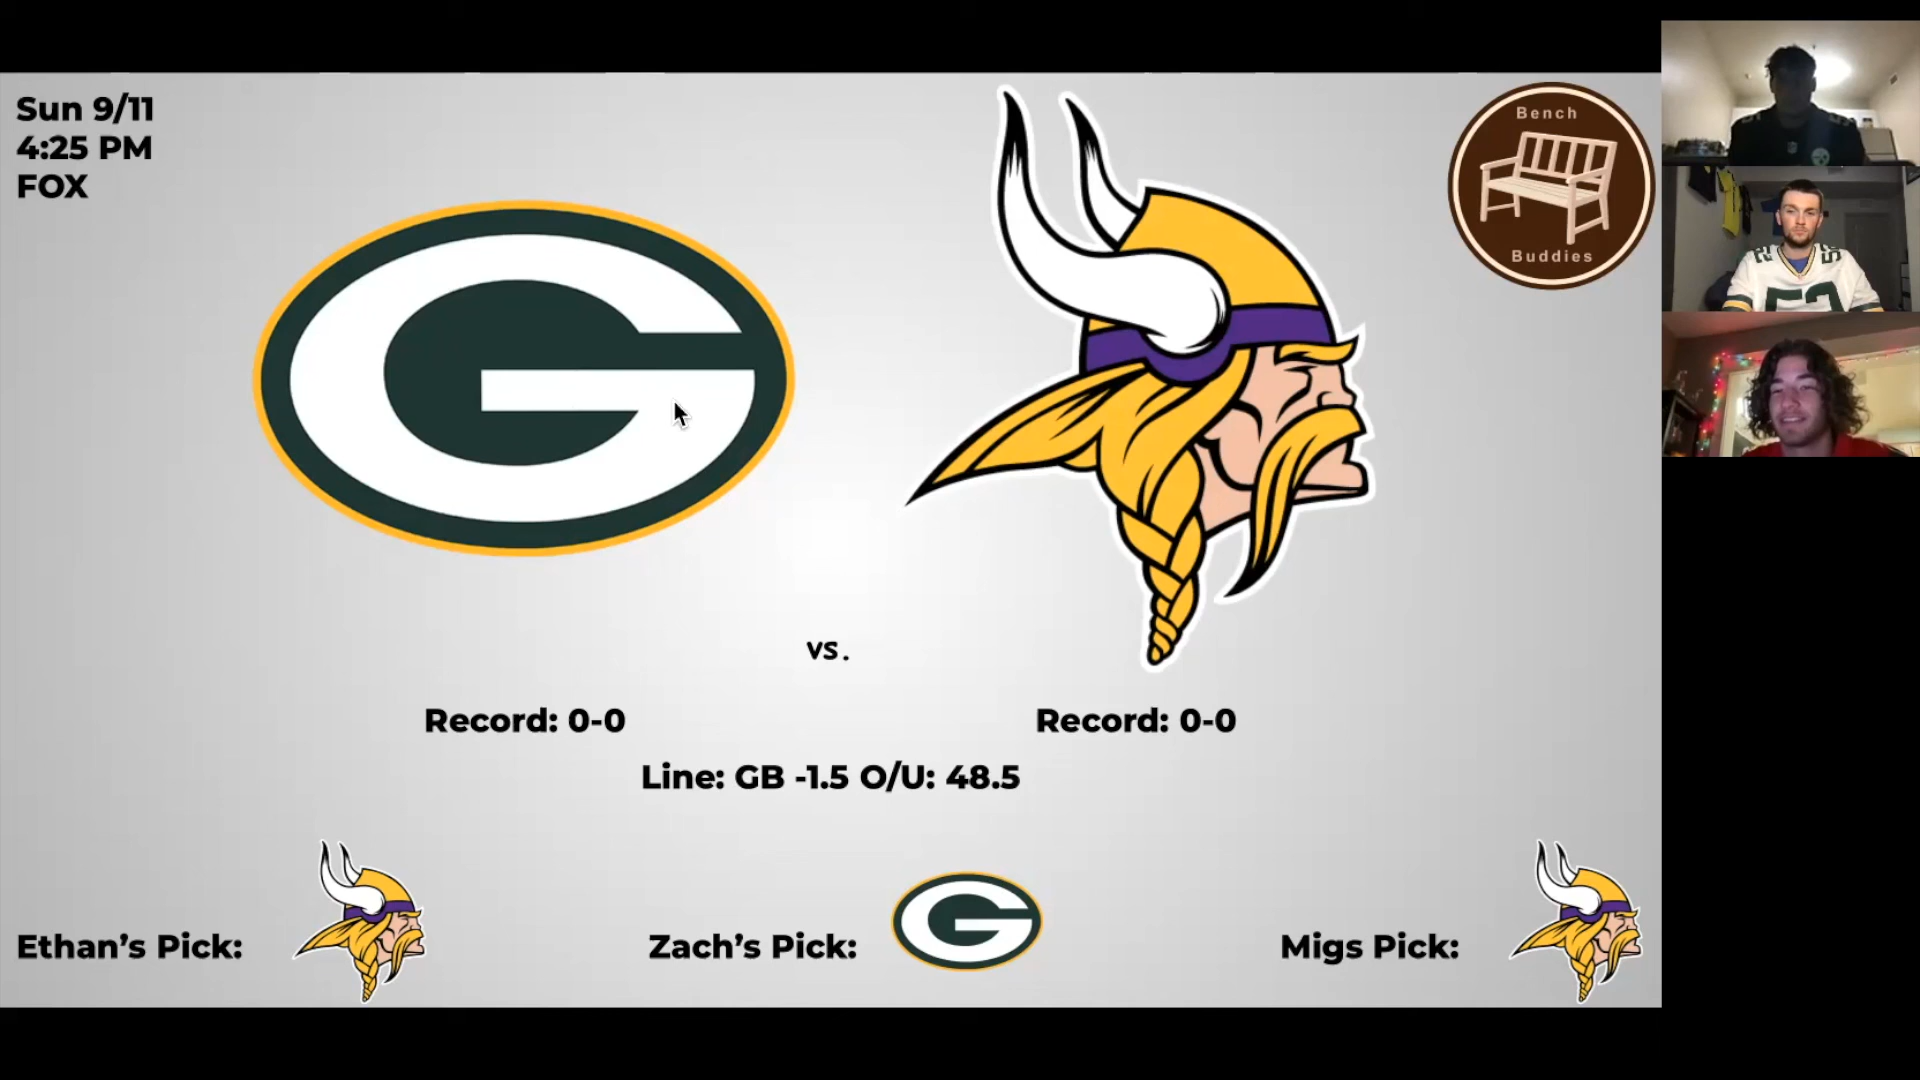 Sun 9/11
4:25 PM
FOX
Bench
Buddies
vs.
Record: 0-0
Record: 0-0
Line: GB -1.5 O/U: 48.5
Ethan's Pick:
Zach's Pick:
Migs Pick:
52